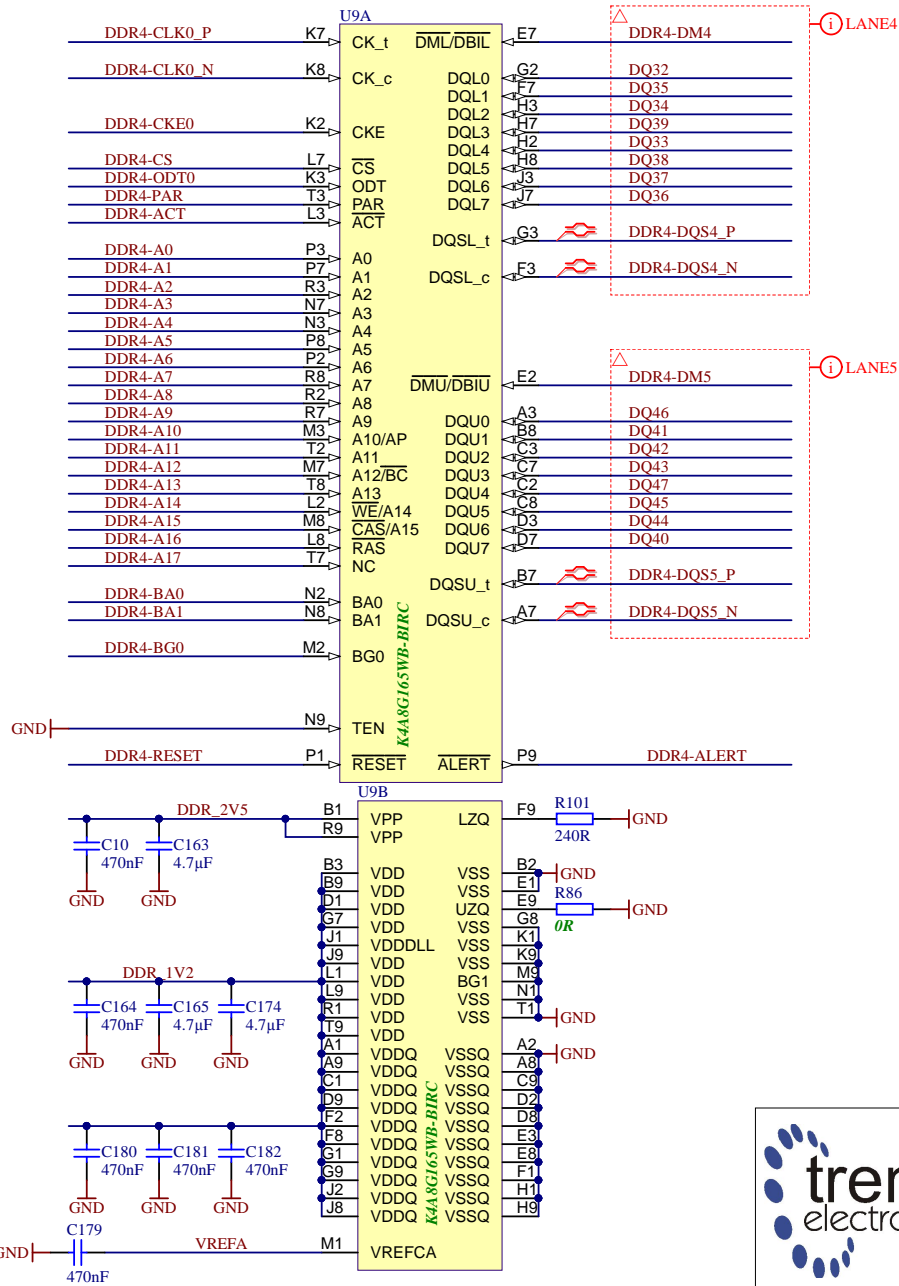 U9A
DDR4-CLK0_P K7 CK_t DML/DBIL E7 DDR4-DM4 LANE4
DDR4-CLK0_N K8 CK_c DQL0 G2 DQ32
DQL1 F7 DQ35
DQL2 H3 DQ34
DDR4-CKE0 K2 CKE DQL3 H7 DQ39
DQL4 H2 DQ33
DDR4-CS L7 CS DQL5 H8 DQ38
DDR4-ODT0 K3 ODT DQL6 J3 DQ37
DDR4-PAR T3 PAR DQL7 J7 DQ36
DDR4-ACT L3 ACT
DQSL_t G3 DDR4-DQS4_P
DDR4-A0 P3 A0
DDR4-A1 P7 A1 DQSL_c F3 DDR4-DQS4_N
DDR4-A2 R3 A2
DDR4-A3 N7 A3
DDR4-A4 N3 A4
DDR4-A5 P8 A5
DDR4-A6 P2 A6 LANE5
DDR4-A7 R8 A7 DMU/DBIU E2 DDR4-DM5
DDR4-A8 R2 A8
DDR4-A9 R7 A9 DQU0 A3 DQ46
DDR4-A10 M3 A10/AP DQU1 B8 DQ41
DDR4-A11 T2 A11 DQU2 C3 DQ42
DDR4-A12 M7 A12/BC DQU3 C7 DQ43
DDR4-A13 T8 A13 DQU4 C2 DQ47
DDR4-A14 L2 WE/A14 DQU5 C8 DQ45
DDR4-A15 M8 CAS/A15 DQU6 D3 DQ44
DDR4-A16 L8 RAS DQU7 D7 DQ40
DDR4-A17 T7 NC
DQSU_t B7 DDR4-DQS5_P
DDR4-BA0 N2 BA0
DDR4-BA1 N8 BA1 DQSU_c A7 DDR4-DQS5_N
DDR4-BG0 M2 BG0
K4A8G165WB-BIRC
GND N9 TEN
DDR4-RESET P1 RESET ALERT P9 DDR4-ALERT
U9B
DDR_2V5 B1 VPP LZQ F9 R101 240R GND
R9 VPP
C10 470nF GND
C163 4.7µF GND
B3 VDD VSS B2 GND
B9 VDD VSS E1
D1 VDD UZQ E9 R86 0R GND
G7 VDD VSS G8
J1 VDDDLL VSS K1
J9 VDD VSS K9
DDR_1V2 L1 VDD BG1 M9
L9 VDD VSS N1
R1 VDD VSS T1 GND
T9 VDD
C164 470nF GND
C165 4.7µF GND
C174 4.7µF GND
A1 VDDQ VSSQ A2 GND
A9 VDDQ VSSQ A8
C1 VDDQ VSSQ C9
D9 VDDQ VSSQ D2
F2 VDDQ VSSQ D8
F8 VDDQ VSSQ E3
G1 VDDQ VSSQ E8
G9 VDDQ VSSQ F1
J2 VDDQ VSSQ H1
J8 VDDQ VSSQ H9
C180 470nF GND
C181 470nF GND
C182 470nF GND
K4A8G165WB-BIRC
GND C179 470nF VREFA M1 VREFCA
tren
electro